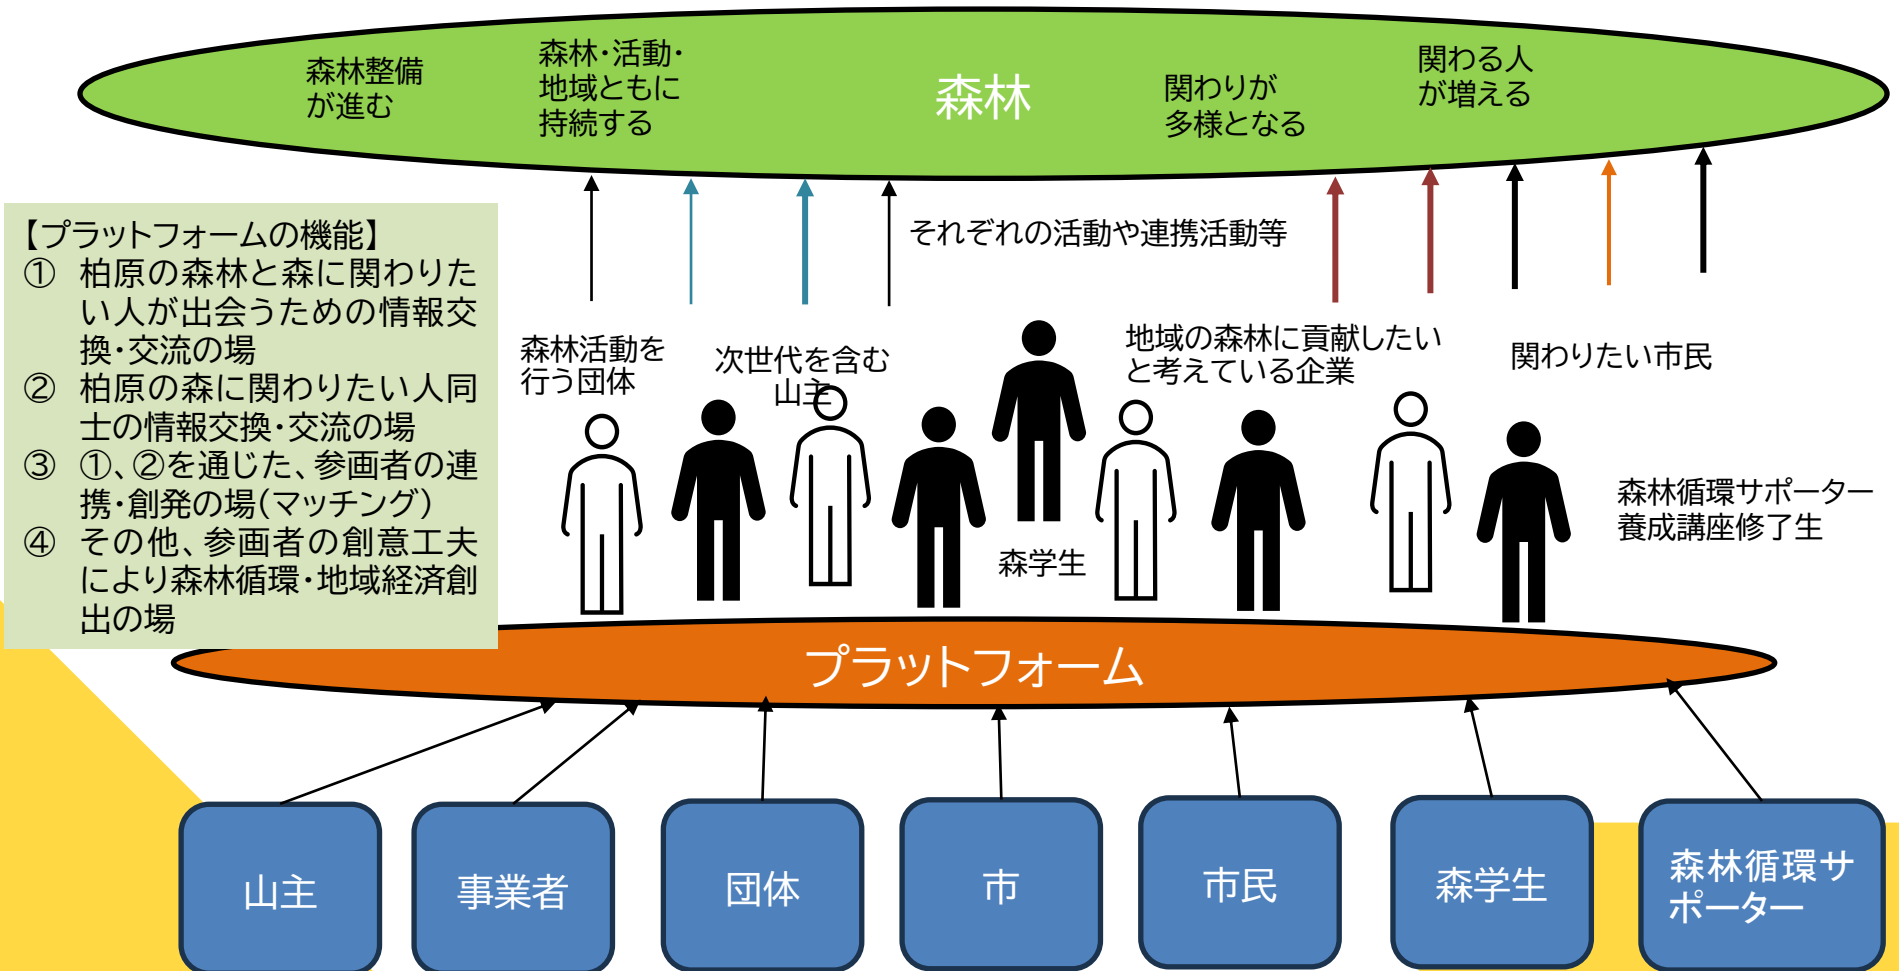 森林整備
が進む
森林・活動・
地域ともに
持続する
森林
関わりが
多様となる
関わる人
が増える
それぞれの活動や連携活動等
【プラットフォームの機能】
① 柏原の森林と森に関わりた
い人が出会うための情報交
換・交流の場
② 柏原の森に関わりたい人同
士の情報交換・交流の場
③ ①、②を通じた、参画者の連
携・創発の場（マッチング）
④ その他、参画者の創意工夫
により森林循環・地域経済創
出の場
森林活動を
行う団体
次世代を含む
山主
地域の森林に貢献したい
と考えている企業
関わりたい市民
森学生
森林循環サポーター
養成講座修了生
プラットフォーム
山主
事業者
団体
市
市民
森学生
森林循環サ
ポーター